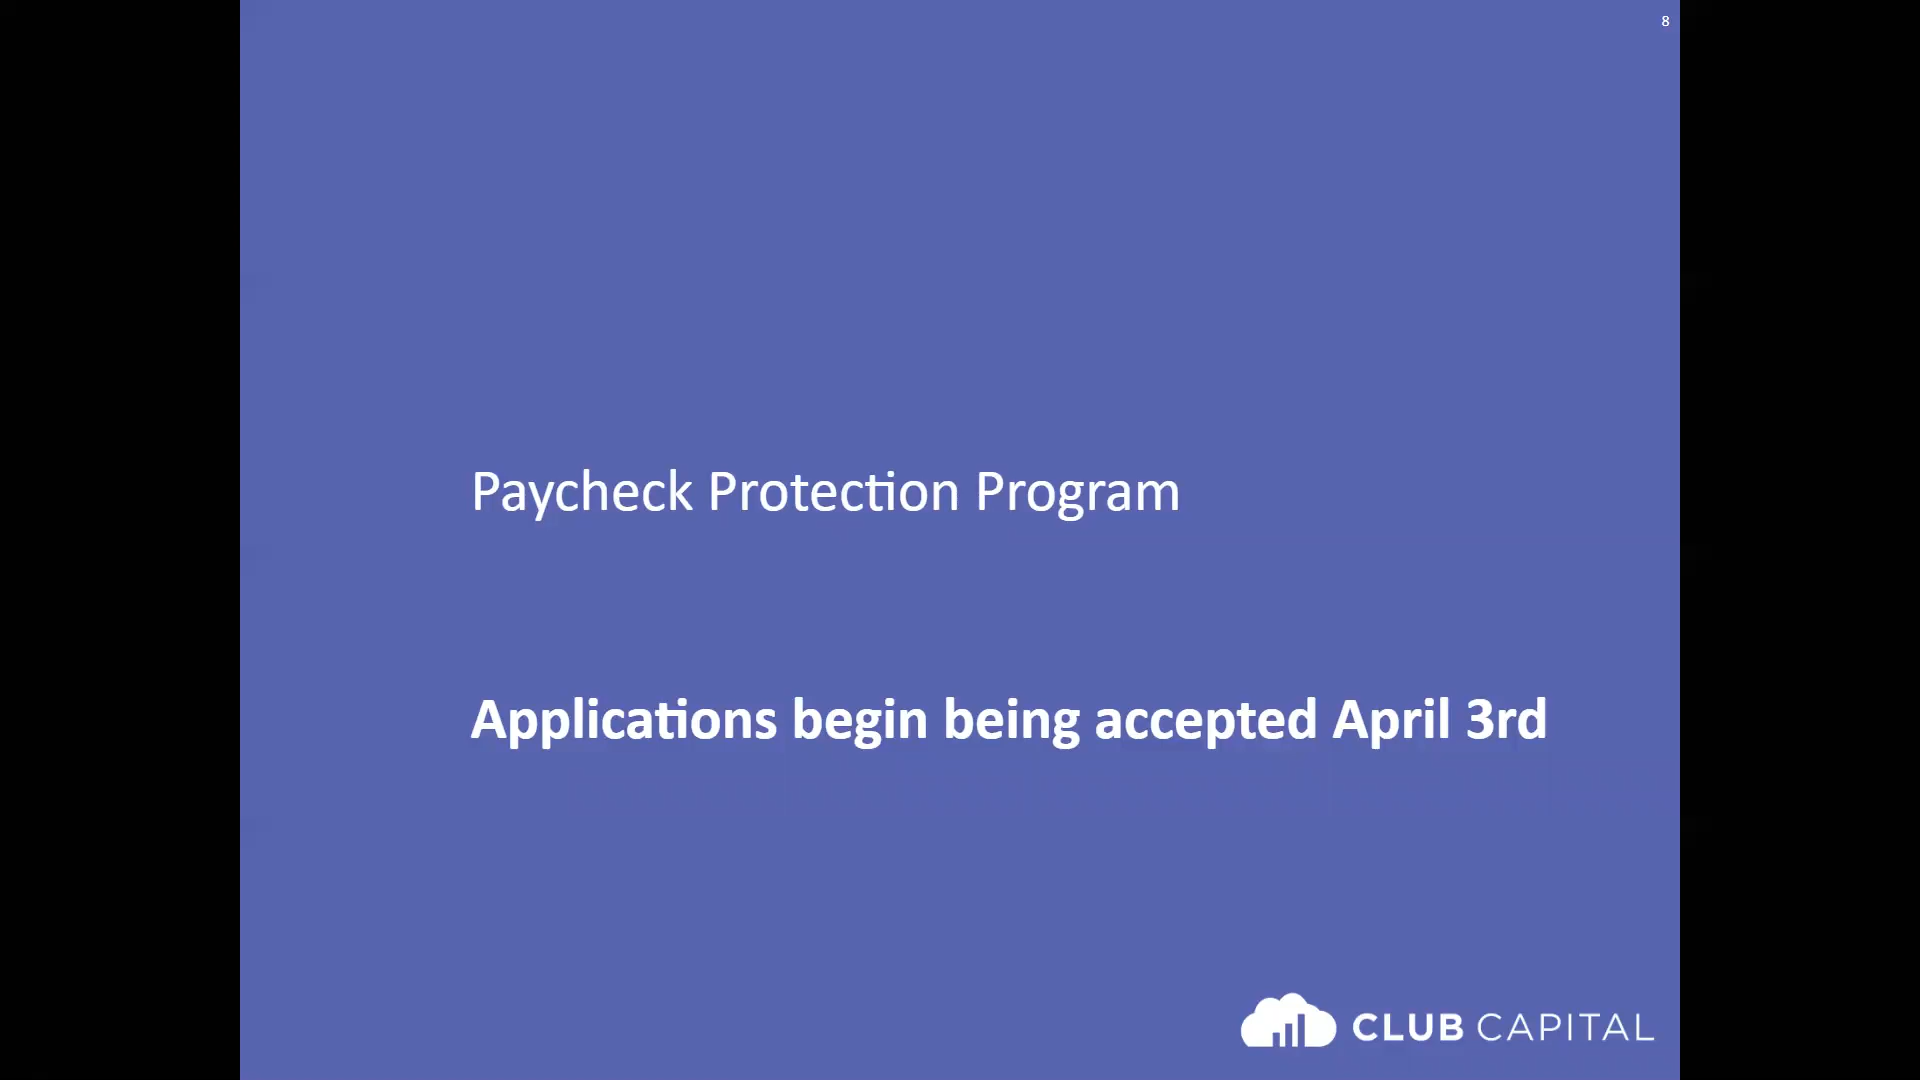 8
Paycheck Protection Program
Applications begin being accepted April 3rd
CLUB CAPITAL